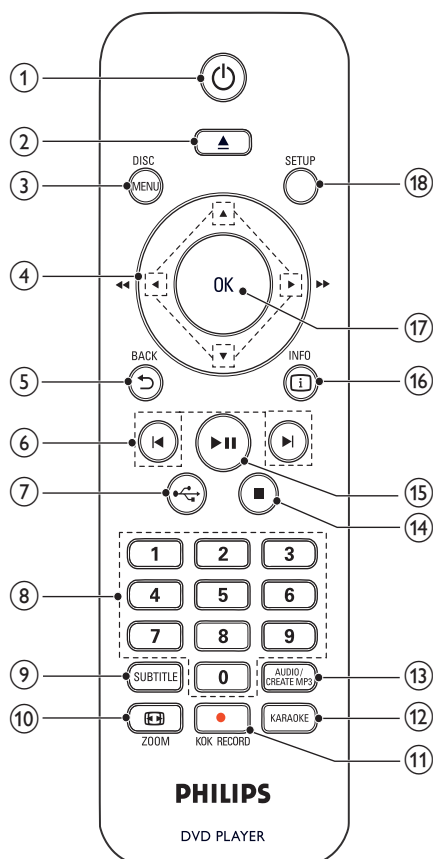 1
2
DISC
SETUP
3
MENU
18
4
OK
17
BACK
INFO
5
i
16
6
15
7
14
1 2 3
8
4 5 6
7 8 9
9
SUBTITLE
0
AUDIO/
CREATE MP3
13
10
KARAOKE
12
ZOOM
KOK RECORD
11
PHILIPS
DVD PLAYER